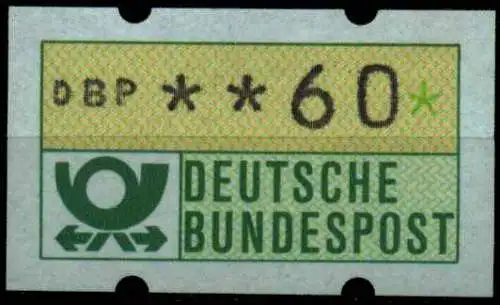 DBP **60*
DEUTSCHE
BUNDESPOST